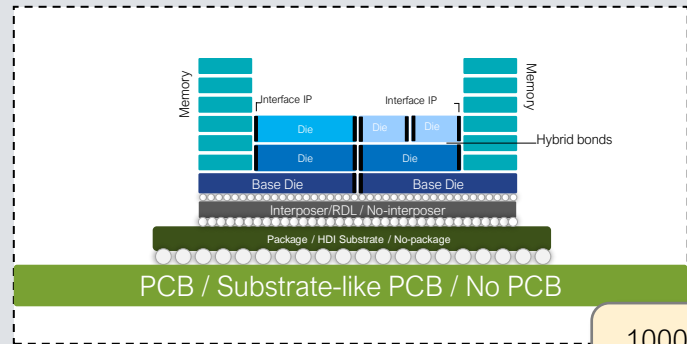 Memory
Memory
Interface IP
Interface IP
Die
Die
Die
Hybrid bonds
Die
Die
Base Die
Base Die
Interposer/RDL / No-interposer
Package / HDI Substrate / No-package
PCB / Substrate-like PCB / No PCB
1000